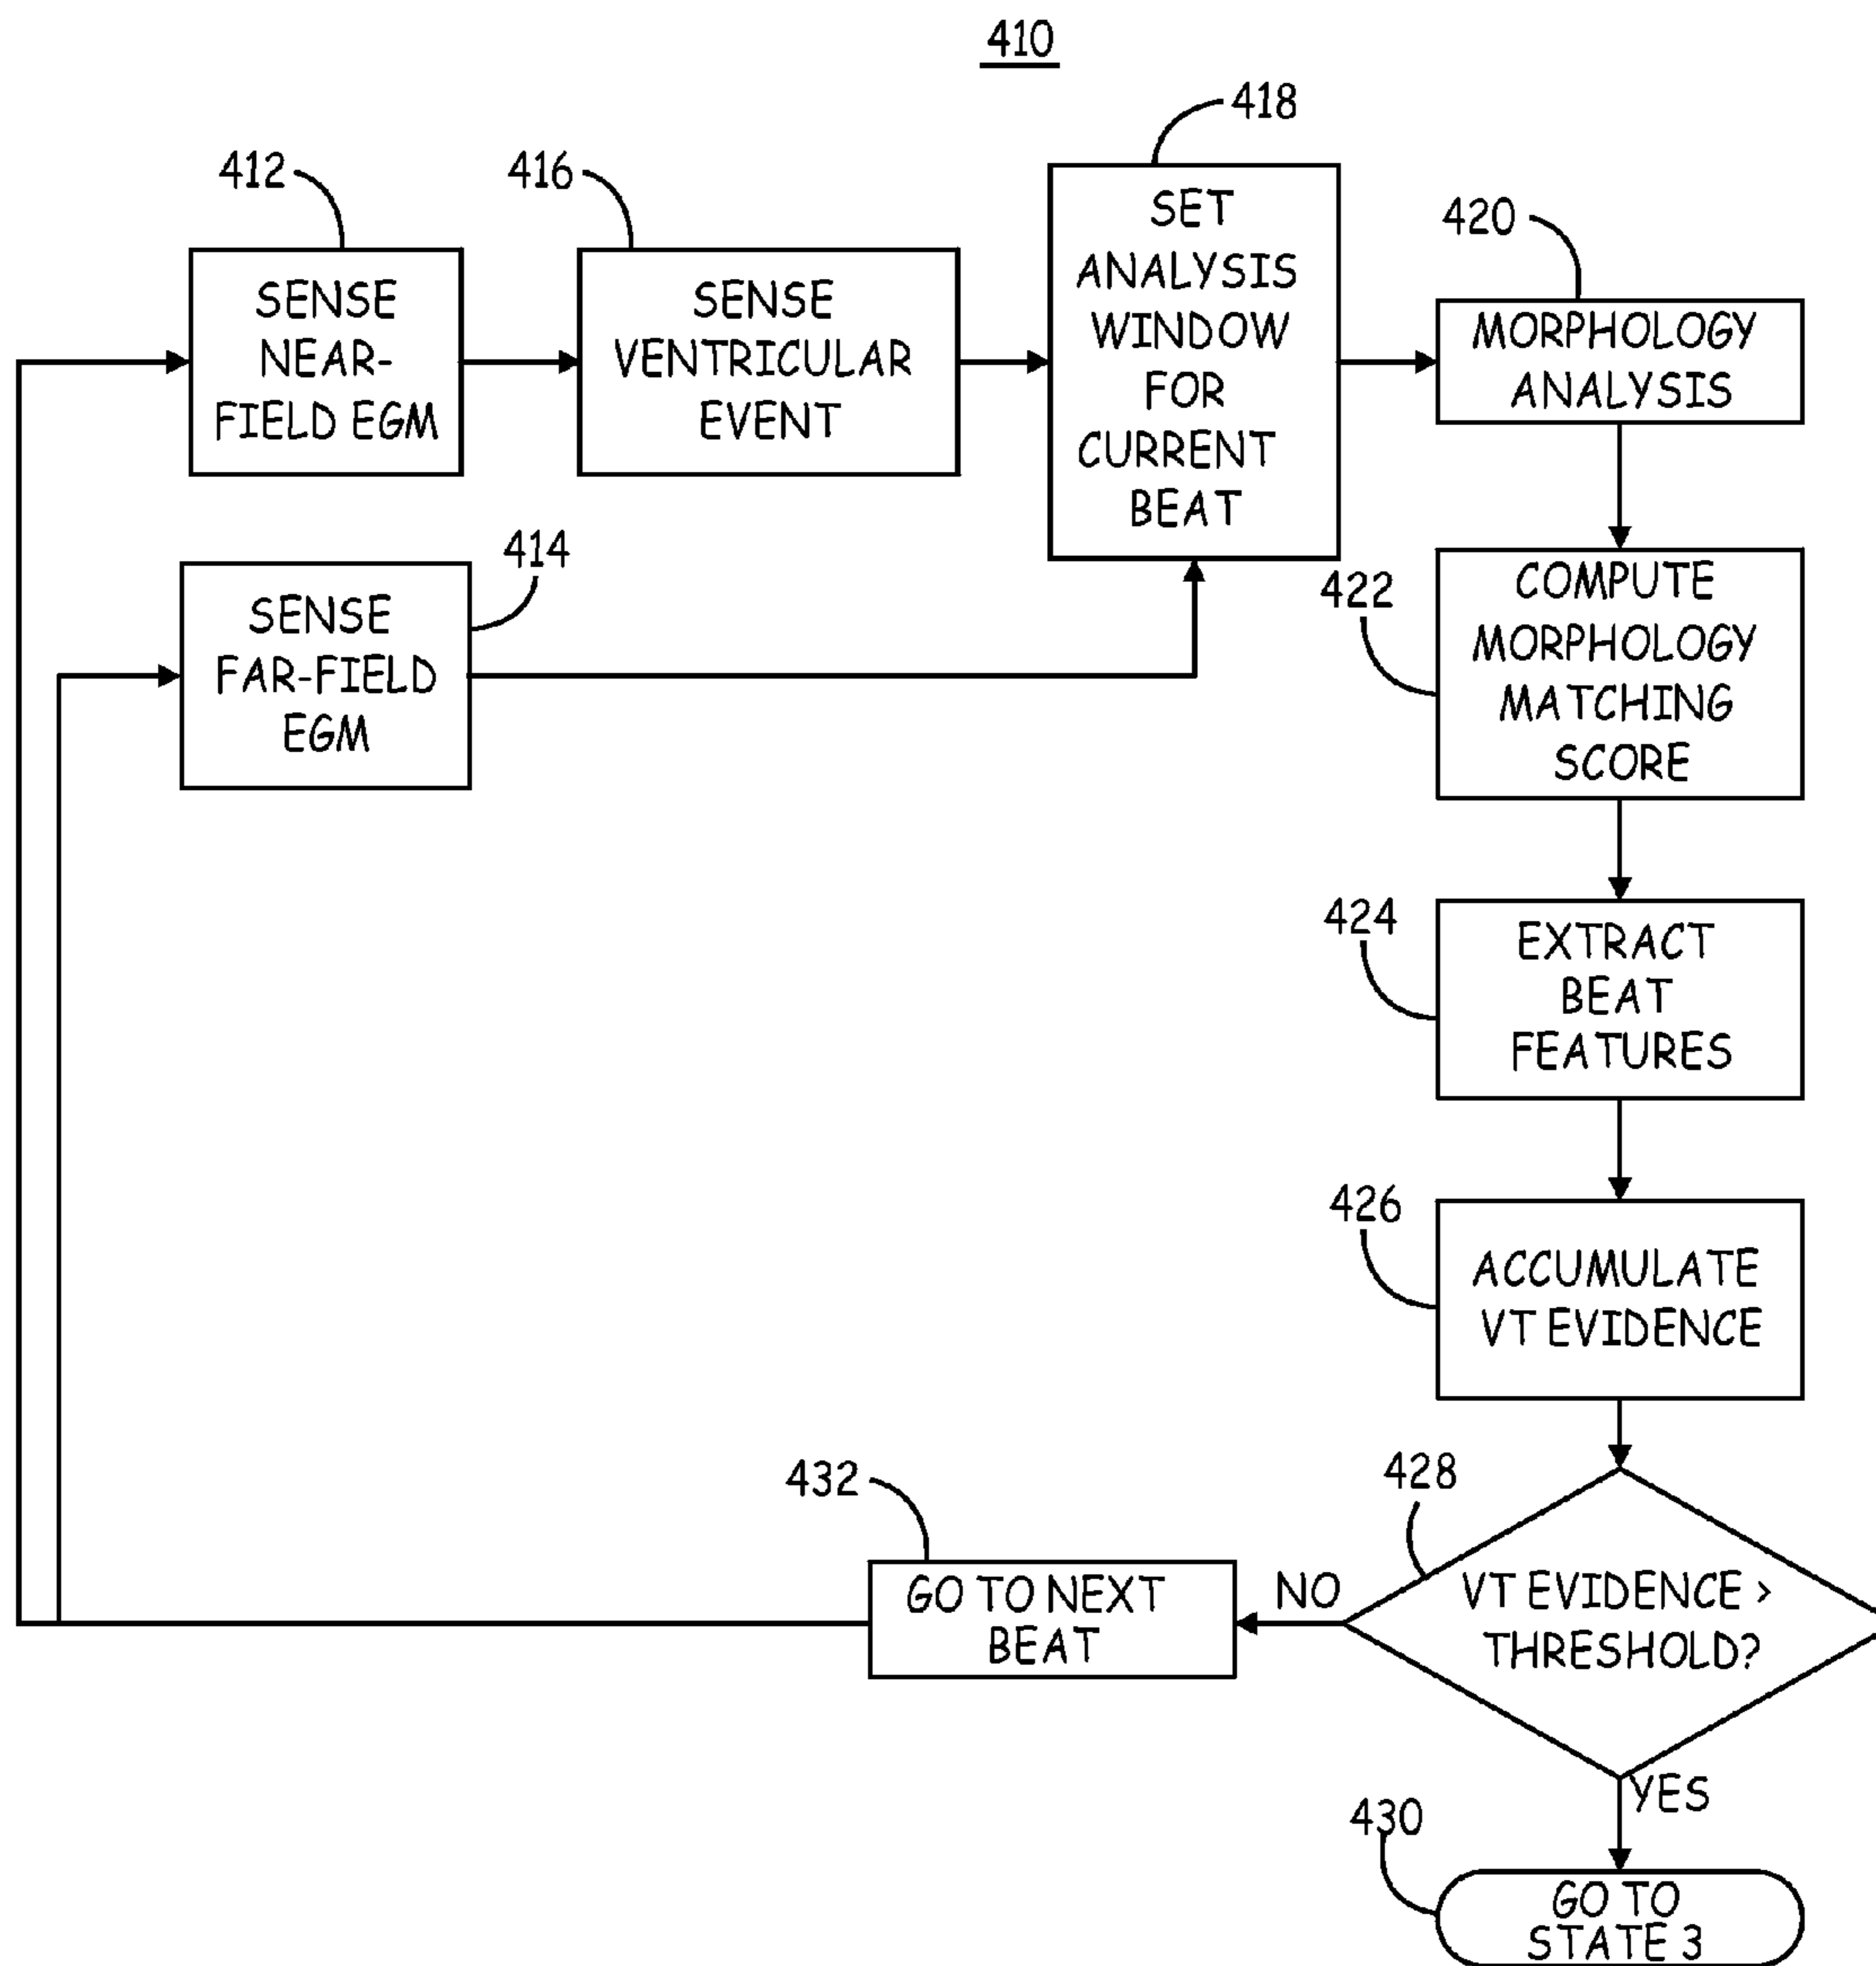 410
412
SENSE
NEAR-
FIELD EGM
416
SENSE
VENTRICULAR
EVENT
418
SET
ANALYSIS
WINDOW
FOR
CURRENT
BEAT
420
MORPHOLOGY
ANALYSIS
414
SENSE
FAR-FIELD
EGM
422
COMPUTE
MORPHOLOGY
MATCHING
SCORE
424
EXTRACT
BEAT
FEATURES
426
ACCUMULATE
VT EVIDENCE
428
VT EVIDENCE >
THRESHOLD?
NO
432
GO TO NEXT
BEAT
YES
430
GO TO
STATE 3